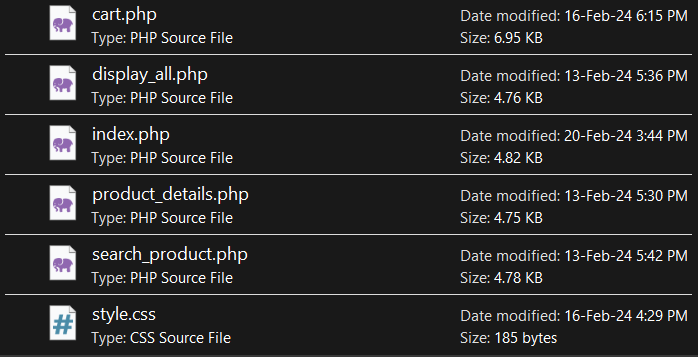 cart.php Date modified: 16-Feb-24 6:15 PM
Type: PHP Source File Size: 6.95 KB
display_all.php Date modified: 13-Feb-24 5:36 PM
Type: PHP Source File Size: 4.76 KB
index.php Date modified: 20-Feb-24 3:44 PM
Type: PHP Source File Size: 4.82 KB
product_details.php Date modified: 13-Feb-24 5:30 PM
Type: PHP Source File Size: 4.75 KB
search_product.php Date modified: 13-Feb-24 5:42 PM
Type: PHP Source File Size: 4.78 KB
style.css Date modified: 16-Feb-24 4:29 PM
Type: CSS Source File Size: 185 bytes